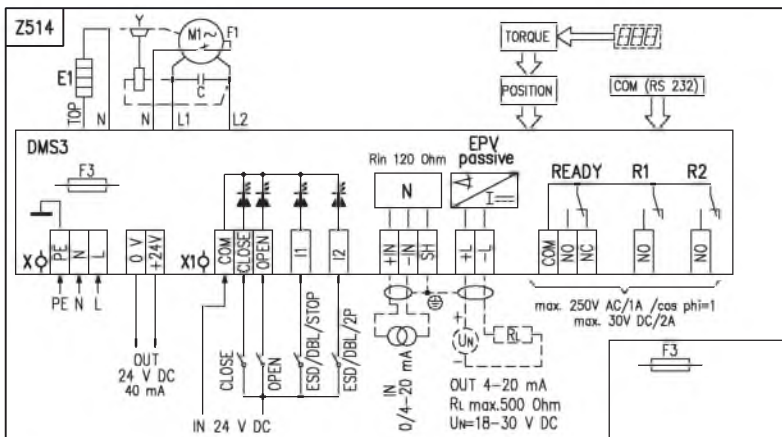 Z514
Y
M1~
F1
E1
C
TOP
N
N
L1
L2
TORQUE
POSITION
COM (RS 232)
DMS3
F3
Rin 120 Ohm
N
EPV
passive
I
READY
R1
R2
X
PE
N
L
0 V
+24V
X1
COM
CLOSE
OPEN
I1
I2
+IN
-IN
SH
+L
-L
COM
NO
NC
NO
NO
PE N L
OUT
24 V DC
40 mA
CLOSE
OPEN
ESD/DBL/STOP
ESD/DBL/2P
IN 24 V DC
IN
0/4-20 mA
+
UN
-
RL
OUT 4-20 mA
RL max.500 Ohm
UN=18-30 V DC
max. 250V AC/1A /cos phi=1
max. 30V DC/2A
F3